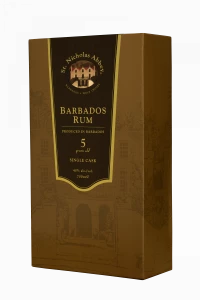 St. Nicholas Abbey
BARBADOS
RUM
PRODUCED IN BARBADOS
5
years old
SINGLE CASK